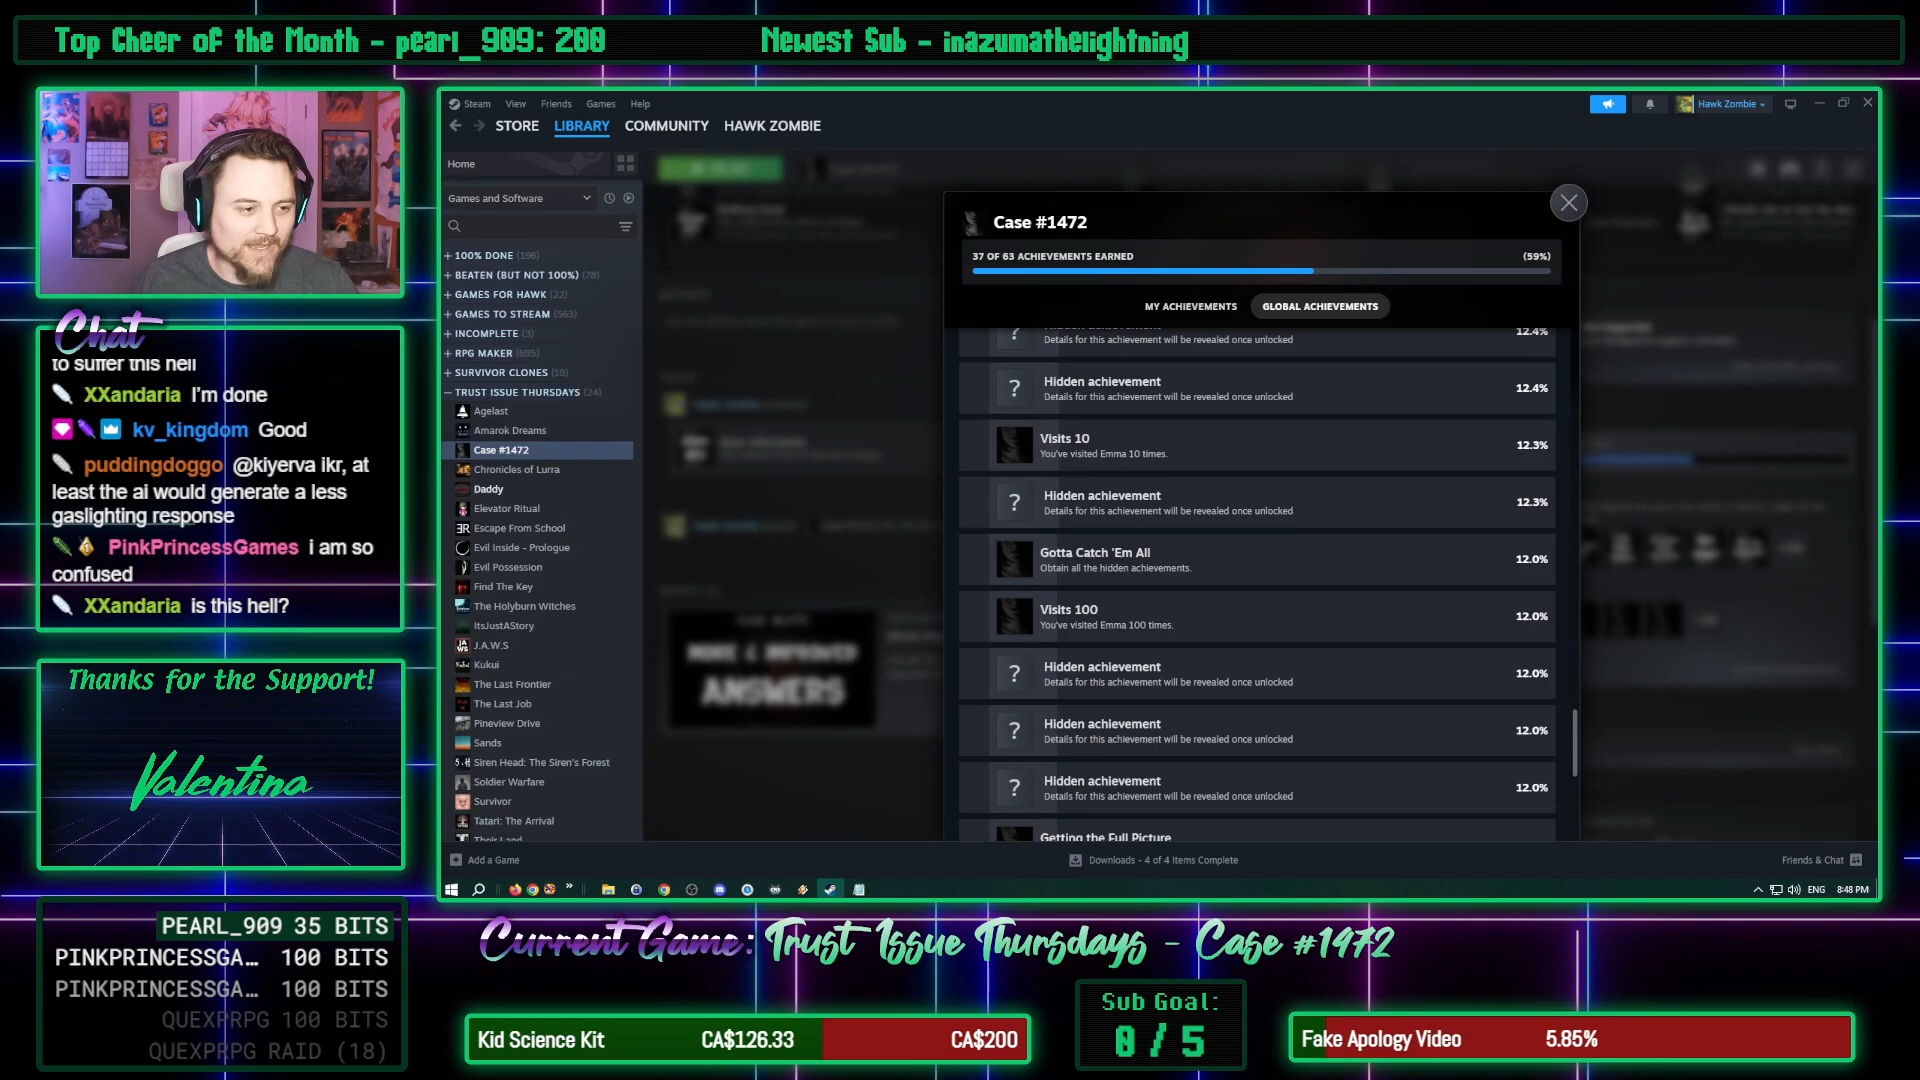 Top Cheer of the Month - pearl_909: 200
Newest Sub - inazumathelightning
Steam View Friends Games Help
Hawk Zombie
STORE LIBRARY COMMUNITY HAWK ZOMBIE
Home
Games and Software
+ 100% DONE (196)
+ BEATEN (BUT NOT 100%) (78)
+ GAMES FOR HAWK (22)
+ GAMES TO STREAM (563)
+ INCOMPLETE (3)
+ RPG MAKER (695)
+ SURVIVOR CLONES (18)
— TRUST ISSUE THURSDAYS (24)
Agelast
Amarok Dreams
Case #1472
Chronicles of Lurra
Daddy
Elevator Ritual
Escape From School
Evil Inside - Prologue
Evil Possession
Find The Key
The Holyburn Witches
ItsJustAStory
J.A.W.S
Kukui
The Last Frontier
The Last Job
Pineview Drive
Sands
Siren Head: The Siren's Forest
Soldier Warfare
Survivor
Tatari: The Arrival
Their Land
Case #1472
37 OF 63 ACHIEVEMENTS EARNED (59%)
MY ACHIEVEMENTS GLOBAL ACHIEVEMENTS
Hidden achievement 12.4%
Details for this achievement will be revealed once unlocked
Hidden achievement 12.4%
Details for this achievement will be revealed once unlocked
Visits 10 12.3%
You've visited Emma 10 times.
Hidden achievement 12.3%
Details for this achievement will be revealed once unlocked
Gotta Catch 'Em All 12.0%
Obtain all the hidden achievements.
Visits 100 12.0%
You've visited Emma 100 times.
Hidden achievement 12.0%
Details for this achievement will be revealed once unlocked
Hidden achievement 12.0%
Details for this achievement will be revealed once unlocked
Hidden achievement 12.0%
Details for this achievement will be revealed once unlocked
Getting the Full Picture
MORE & IMPROVED
ANSWERS
Add a Game
Downloads - 4 of 4 Items Complete
Friends & Chat
ENG 8:48 PM
Chat
to suffer this hell
XXandaria I'm done
kv_kingdom Good
puddingdoggo @kiyerva ikr, at
least the ai would generate a less
gaslighting response
PinkPrincessGames i am so
confused
XXandaria is this hell?
Thanks for the Support!
Valentina
PEARL_909 35 BITS
PINKPRINCESSGA… 100 BITS
PINKPRINCESSGA… 100 BITS
QUEXPRPG 100 BITS
QUEXPRPG RAID (18)
Current Game: Trust Issue Thursdays - Case #1472
Kid Science Kit CA$126.33 CA$200
Sub Goal:
0 / 5
Fake Apology Video 5.85%